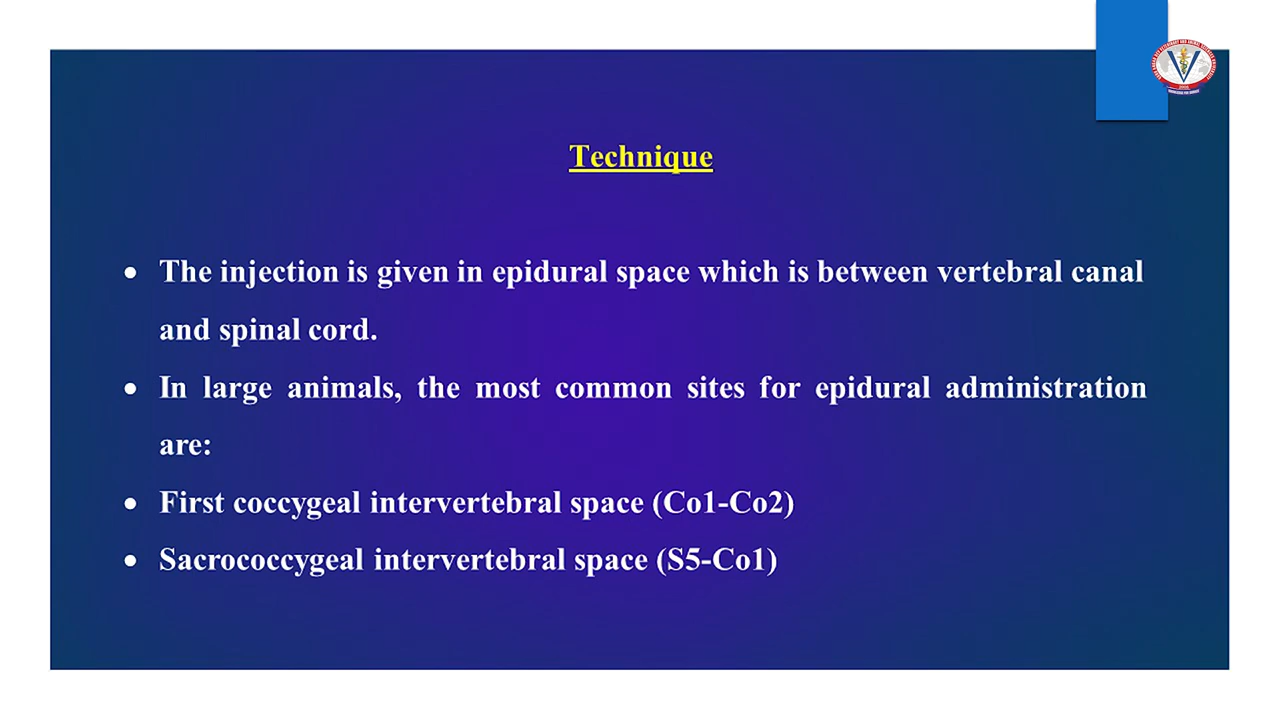 Technique
• The injection is given in epidural space which is between vertebral canal
and spinal cord.
• In large animals, the most common sites for epidural administration
are:
• First coccygeal intervertebral space (Co1-Co2)
• Sacrococcygeal intervertebral space (S5-Co1)